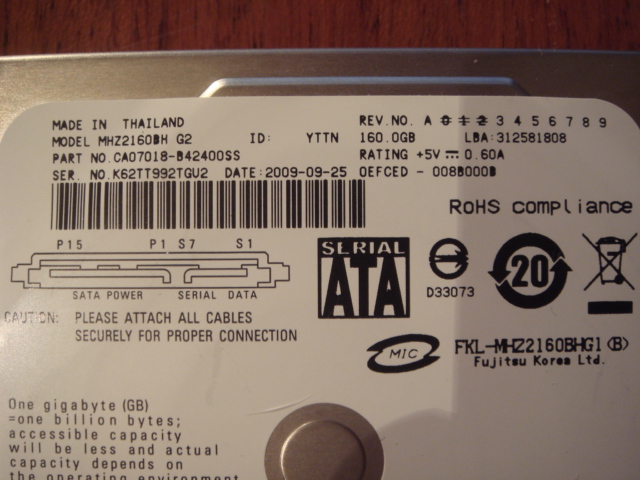 MADE IN THAILAND
REV.NO. A 0 1 2 3 4 5 6 7 8 9
MODEL MHZ2160BH G2 ID: YTTN 160.0GB LBA:312581808
PART NO.CA07018-B42400SS RATING +5V ⎓ 0.60A
SER. NO.K62TT992TGU2 DATE:2009-09-25 OEFCED - 008B000B
RoHS compliance
P15 P1 S7 S1
SATA POWER SERIAL DATA
SERIAL
ATA
D33073
20
CAUTION: PLEASE ATTACH ALL CABLES
SECURELY FOR PROPER CONNECTION
MIC
FKL-MHZ2160BHG1(B)
Fujitsu Korea Ltd.
One gigabyte (GB)
=one billion bytes;
accessible capacity
will be less and actual
capacity depends on
the operating environment